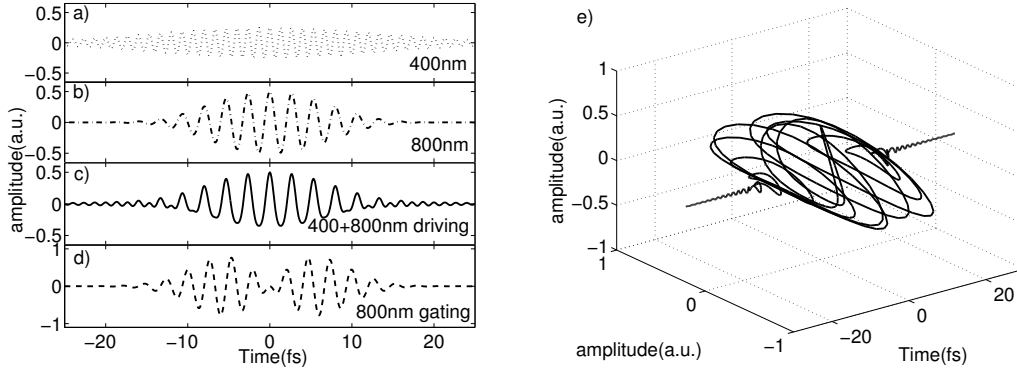 a)
0.5
0
−0.5
400nm
b)
0.5
0
−0.5
800nm
c)
0.5
0
−0.5
400+800nm driving
d)
1
0
−1
800nm gating
amplitude(a.u.)
−20 −10 0 10 20
Time(fs)
e)
1
0.5
0
−0.5
−1
amplitude(a.u.)
1
0
−1
amplitude(a.u.)
−20
0
20
Time(fs)